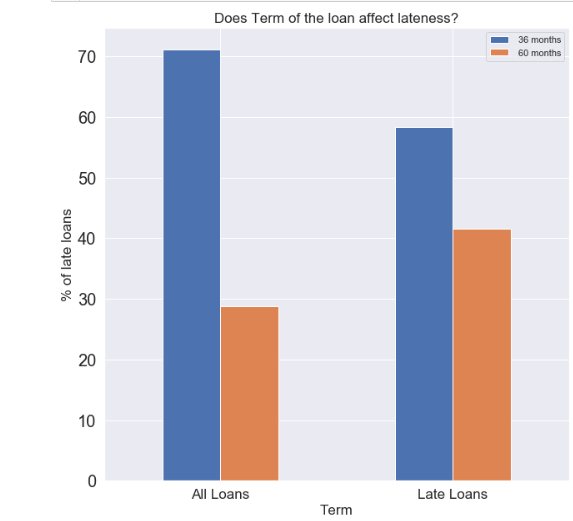 Does Term of the loan affect lateness?
36 months
60 months
% of late loans
70
60
50
40
30
20
10
0
All Loans
Late Loans
Term